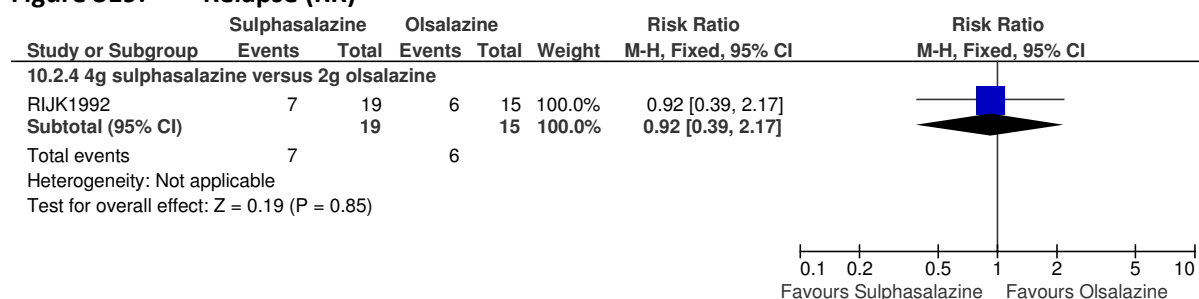 Relapse (RR)
Sulphasalazine Olsalazine Risk Ratio Risk Ratio
Study or Subgroup Events Total Events Total Weight M-H, Fixed, 95% CI M-H, Fixed, 95% CI
10.2.4 4g sulphasalazine versus 2g olsalazine
RIJK1992 7 19 6 15 100.0% 0.92 [0.39, 2.17]
Subtotal (95% CI) 19 15 100.0% 0.92 [0.39, 2.17]
Total events 7 6
Heterogeneity: Not applicable
Test for overall effect: Z = 0.19 (P = 0.85)
0.1 0.2 0.5 1 2 5 10
Favours Sulphasalazine Favours Olsalazine